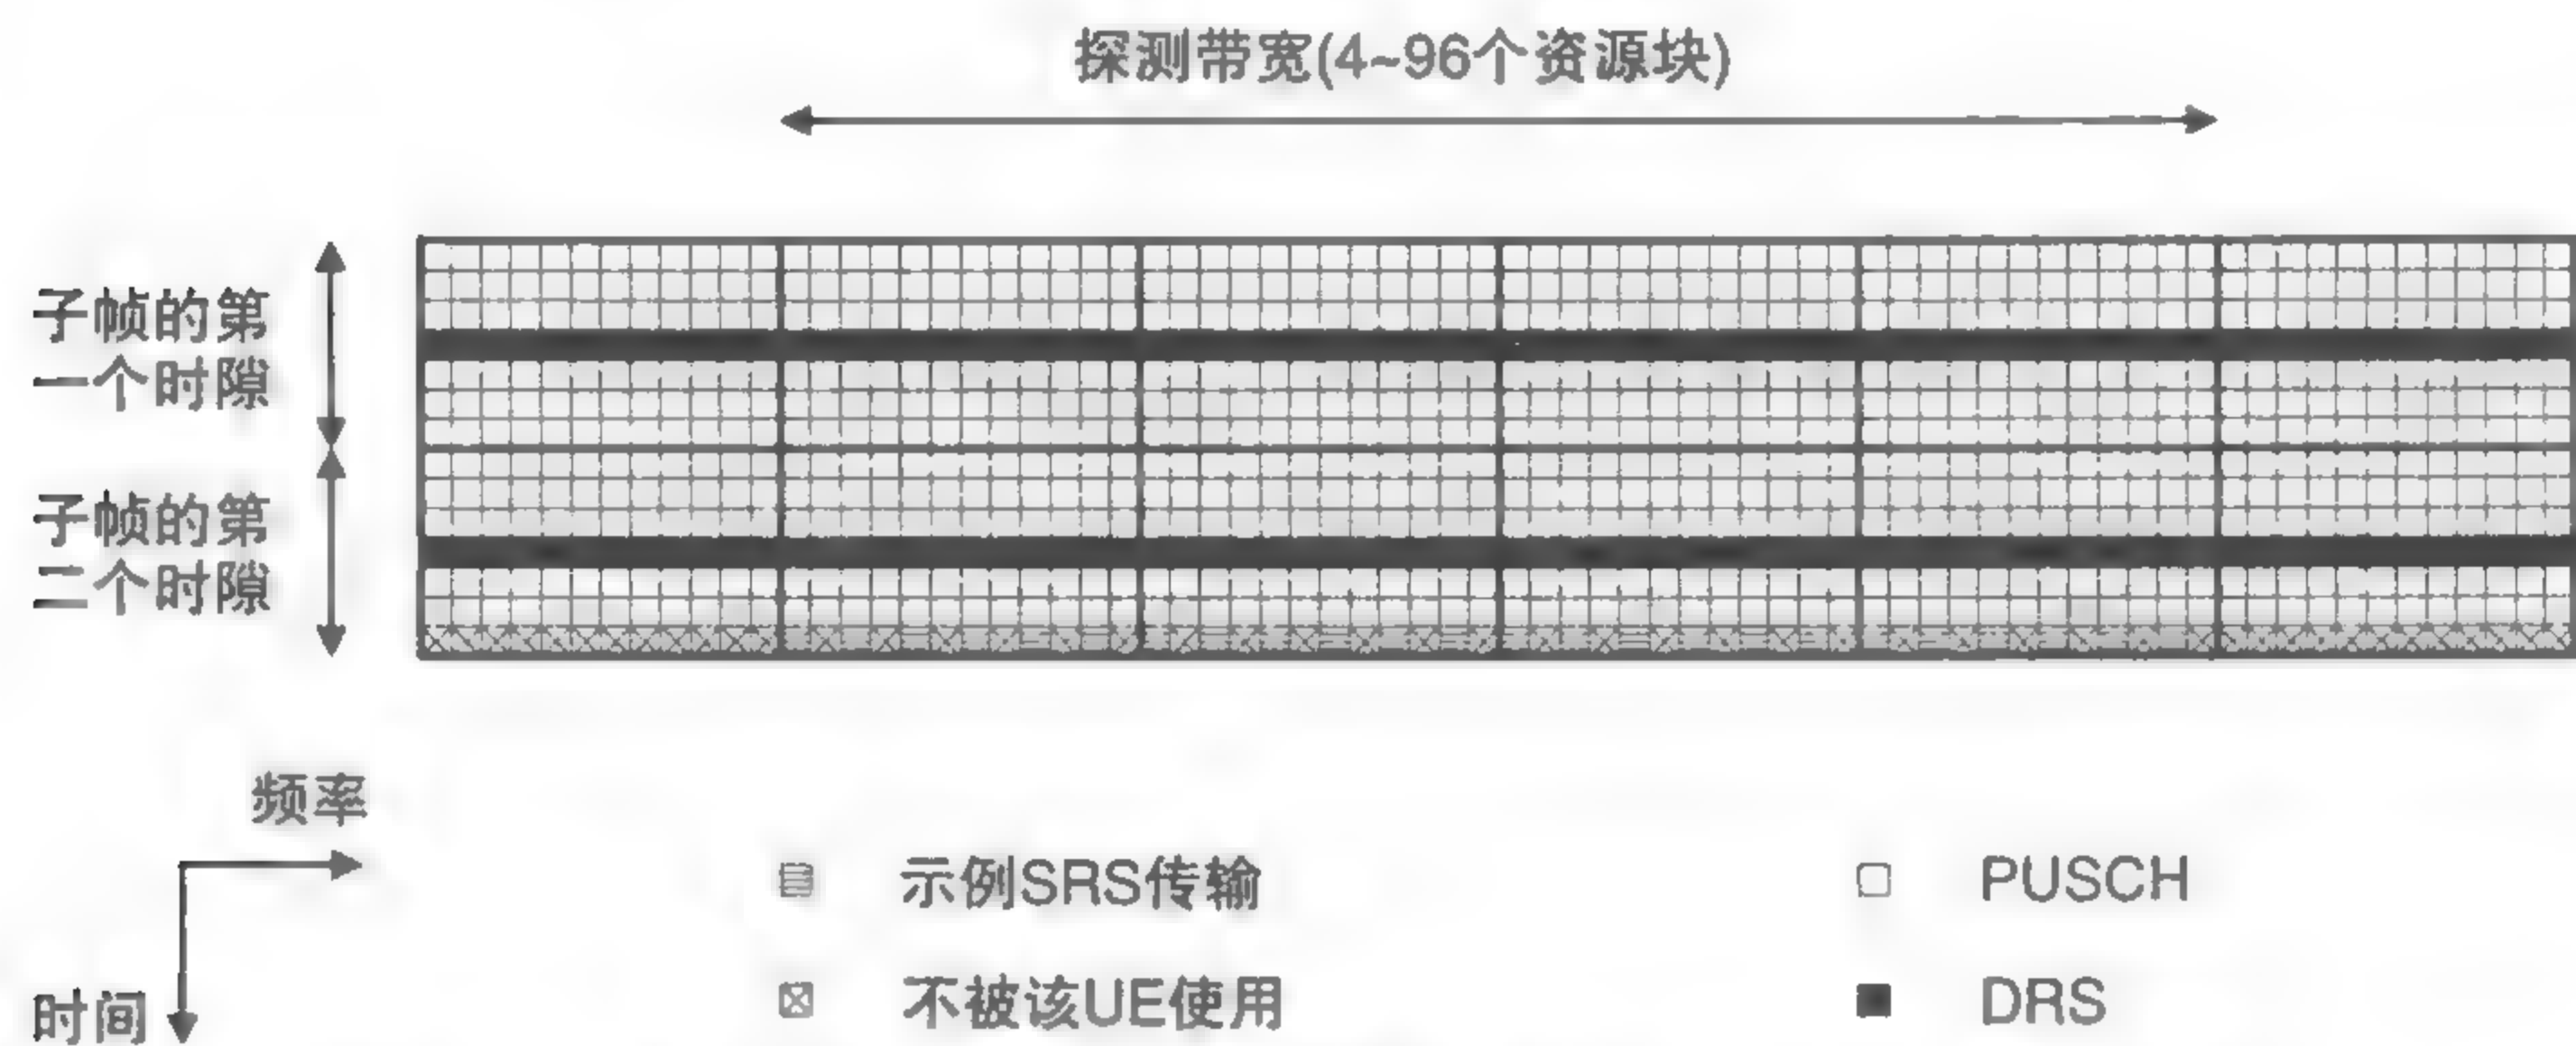 探测带宽(4~96个资源块)
子帧的第
一个时隙
子帧的第
二个时隙
频率
时间
示例SRS传输
PUSCH
不被该UE使用
DRS